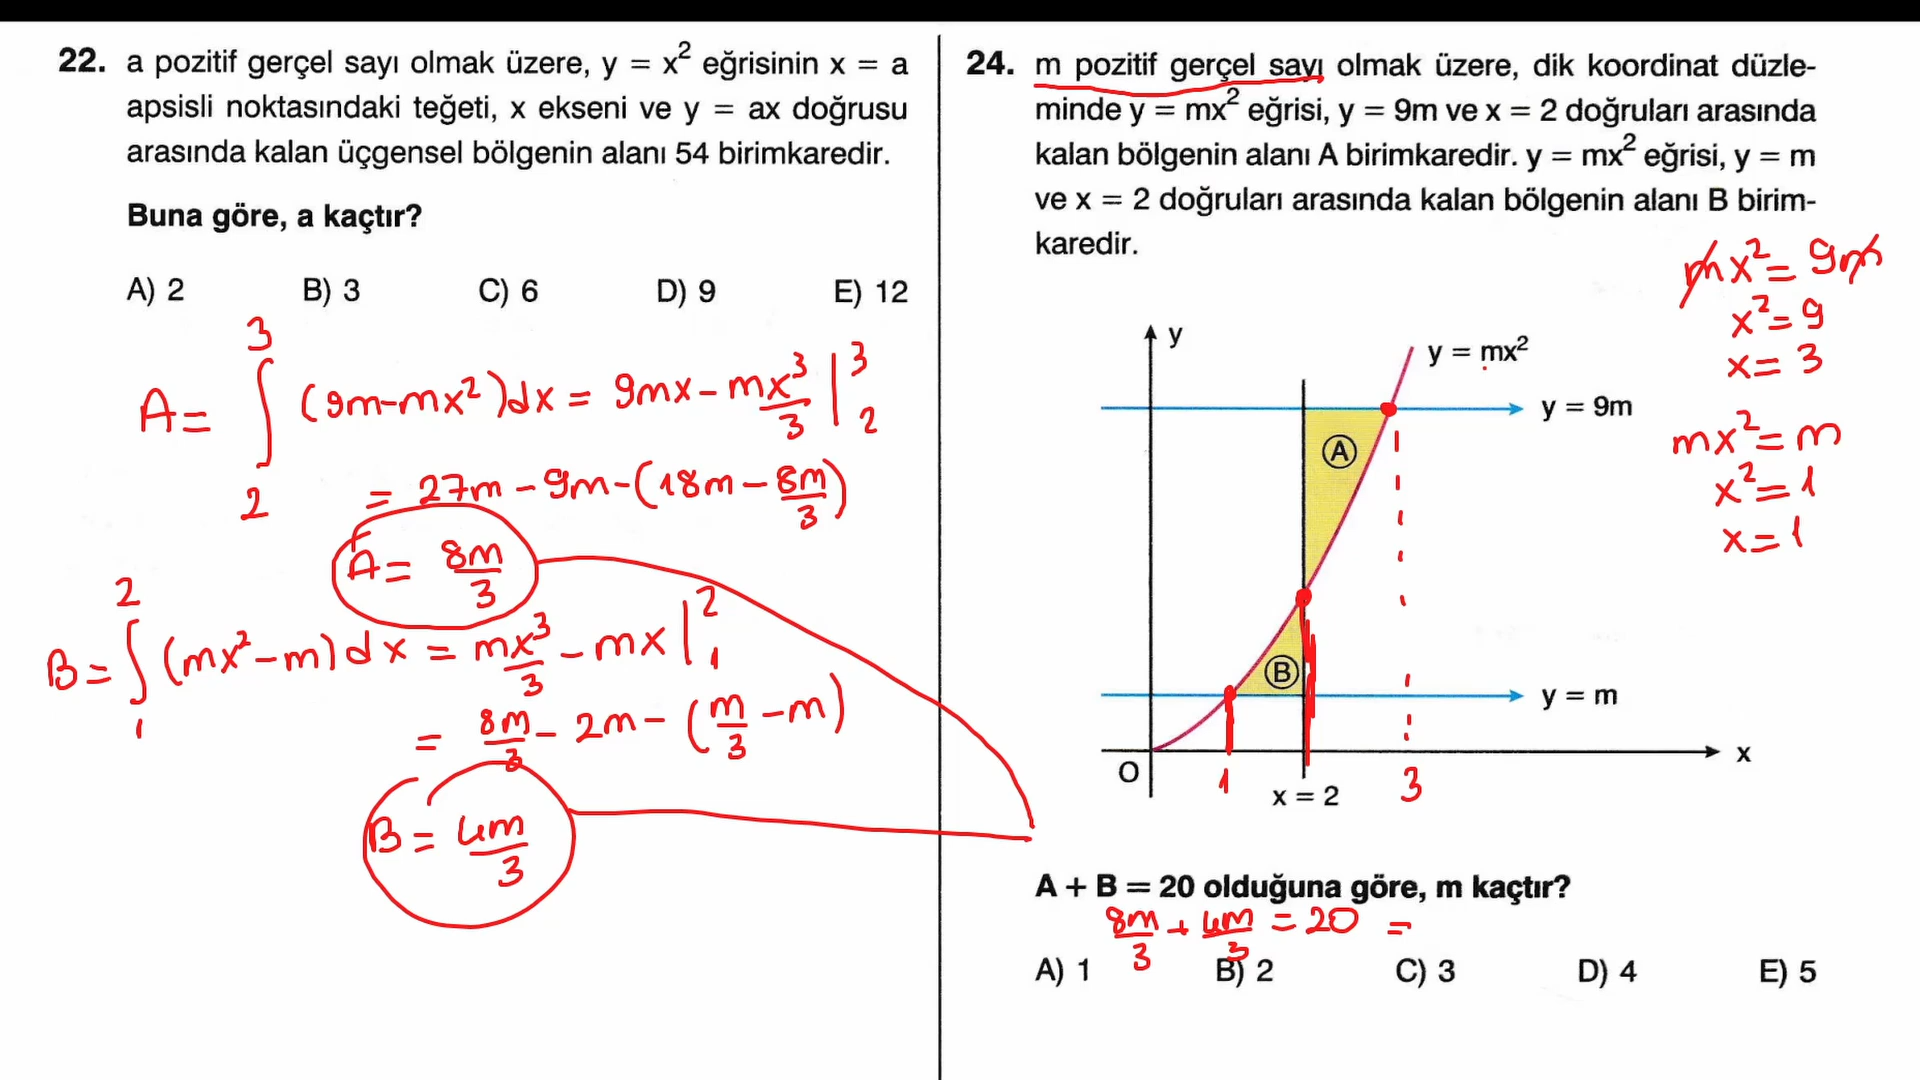 22. a pozitif gerçel sayı olmak üzere, y = x² eğrisinin x = a
apsisli noktasındaki teğeti, x ekseni ve y = ax doğrusu
arasında kalan üçgensel bölgenin alanı 54 birimkaredir.
Buna göre, a kaçtır?
A) 2 B) 3 C) 6 D) 9 E) 12
A = ∫₂³ (9m-mx²)dx = 9mx - mx³/3 |₂³
= 27m - 9m - (18m - 8m/3)
A = 8m/3
B = ∫₁² (mx²-m)dx = mx³/3 - mx |₁²
= 8m/3 - 2m - (m/3 - m)
B = 4m/3
24. m pozitif gerçel sayı olmak üzere, dik koordinat düzle-
minde y = mx² eğrisi, y = 9m ve x = 2 doğruları arasında
kalan bölgenin alanı A birimkaredir. y = mx² eğrisi, y = m
ve x = 2 doğruları arasında kalan bölgenin alanı B birim-
karedir.
mx² = 9m
x² = 9
x = 3
mx² = m
x² = 1
x = 1
y
y = mx²
y = 9m
A
B
y = m
x
O
1
x = 2
3
A + B = 20 olduğuna göre, m kaçtır?
8m/3 + 4m/3 = 20 =
A) 1 B) 2 C) 3 D) 4 E) 5